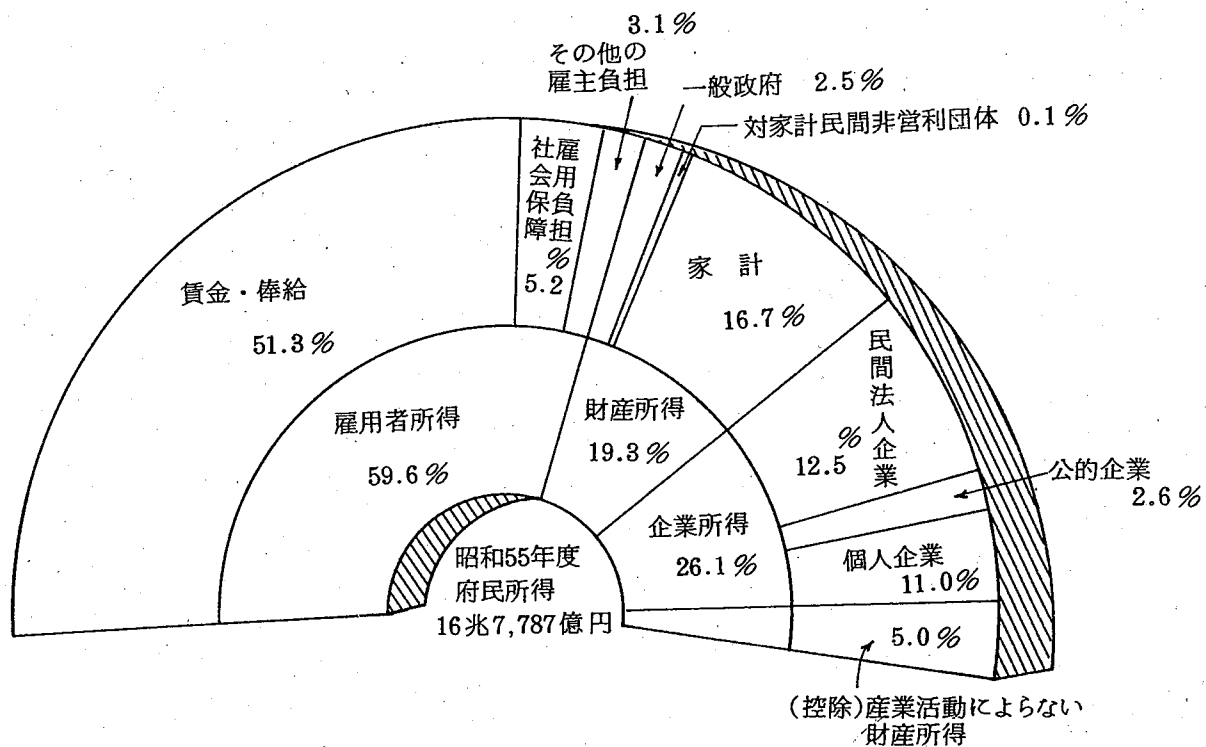 3.1%
その他の
雇主負担
一般政府 2.5%
対家計民間非営利団体 0.1%
雇用負担
社会保障
%
5.2
家計
16.7%
賃金・俸給
51.3%
民間法人企業
%
12.5
雇用者所得
59.6%
財産所得
19.3%
公的企業
2.6%
企業所得
26.1%
個人企業
11.0%
昭和55年度
府民所得
16兆7,787億円
5.0%
(控除)産業活動によらない
財産所得